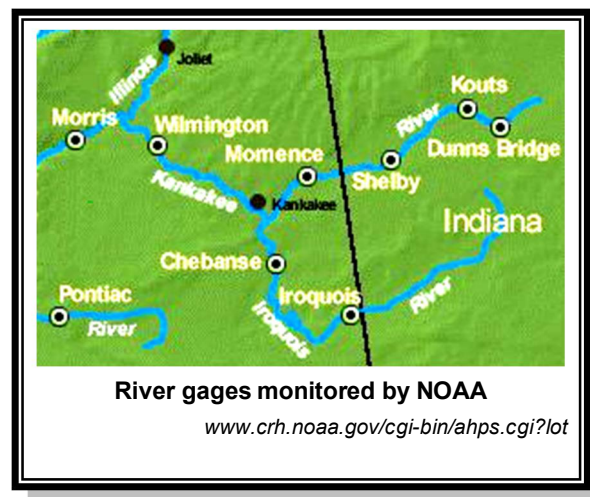 Joliet
Illinois
Kouts
Morris
Wilmington
River
Momence
Dunns Bridge
Shelby
Kankakee
Kankakee
Indiana
Chebanse
Pontiac
Iroquois
River
River
Iroquois
River gages monitored by NOAA
www.crh.noaa.gov/cgi-bin/ahps.cgi?lot